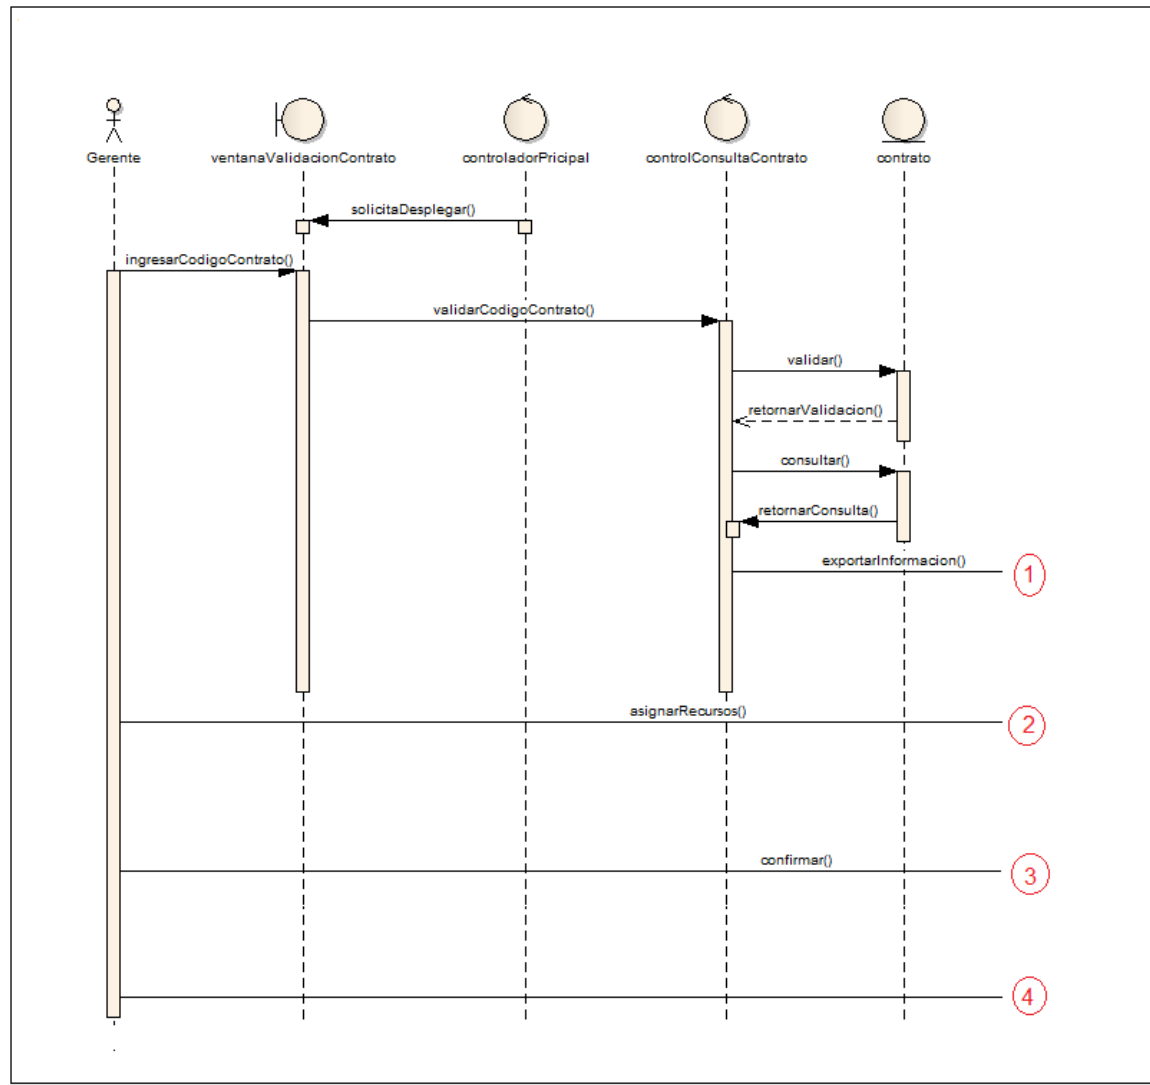 Gerente
ventanaValidacionContrato
controladorPricipal
controlConsultaContrato
contrato
solicitaDesplegar()
ingresarCodigoContrato()
validarCodigoContrato()
validar()
retornarValidacion()
consultar()
retornarConsulta()
exportarInformacion()
1
asignarRecursos()
2
confirmar()
3
4